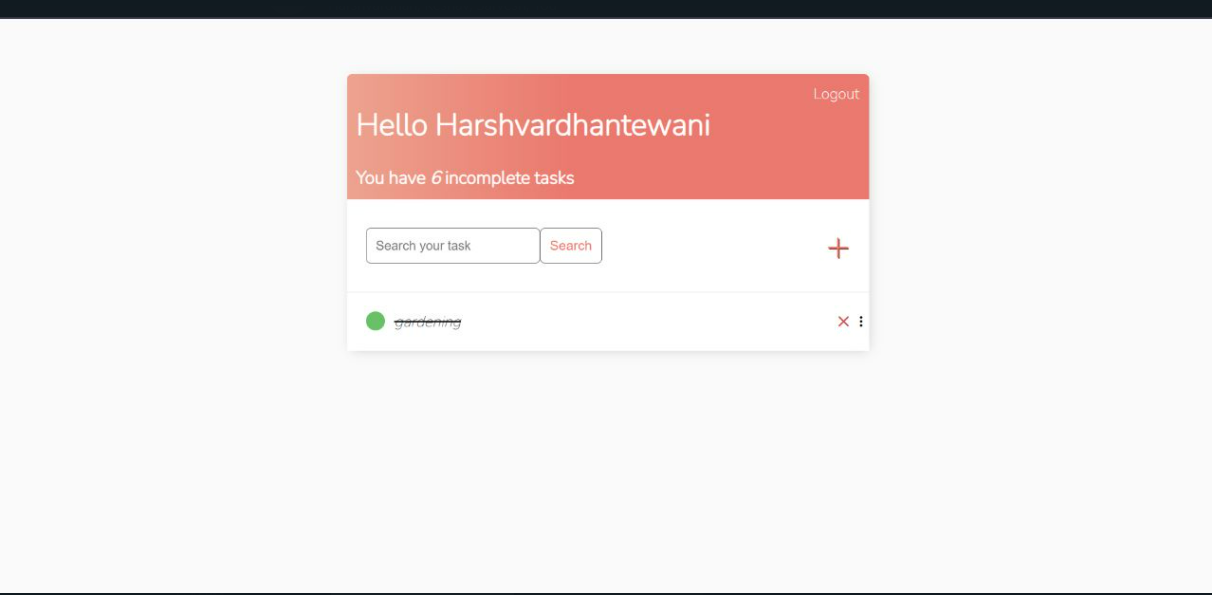 Logout
Hello Harshvardhantewani
You have 6 incomplete tasks
Search your task Search
gardening